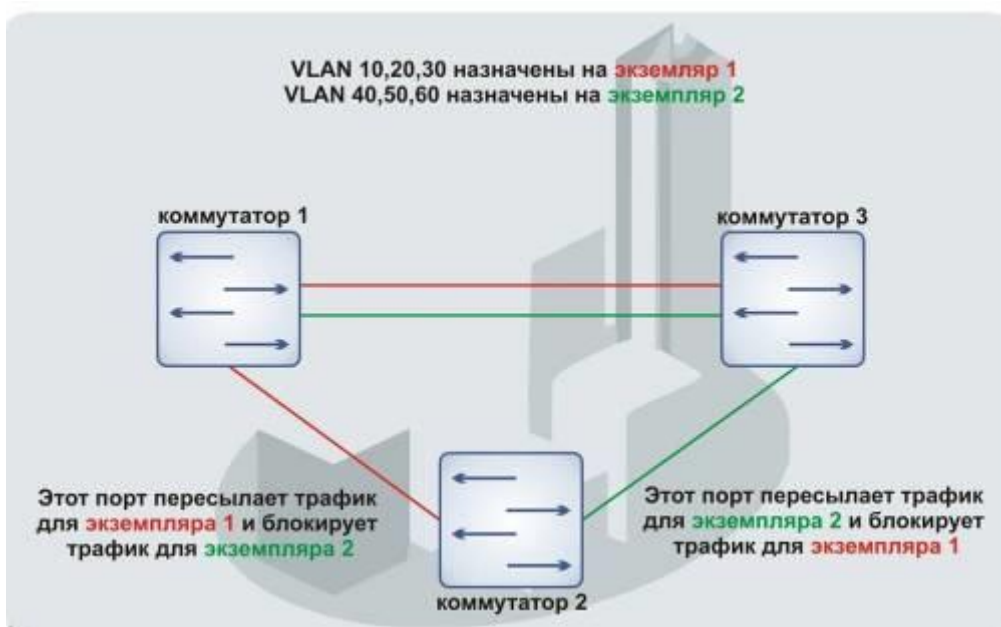 VLAN 10,20,30 назначены на экземляр 1
VLAN 40,50,60 назначены на экземпляр 2
коммутатор 1
коммутатор 3
Этот порт пересылает трафик
для экземпляра 1 и блокирует
трафик для экземпляра 2
Этот порт пересылает трафик
для экземпляра 2 и блокирует
трафик для экземпляра 1
коммутатор 2